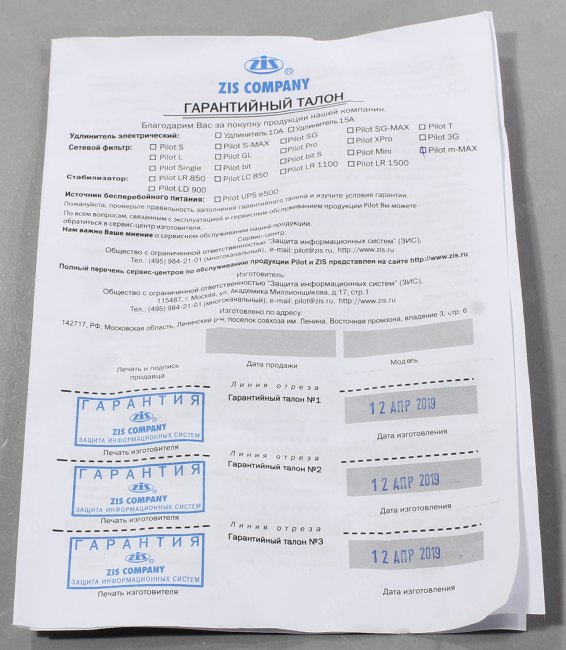 ZIS ®
ZIS COMPANY
ГАРАНТИЙНЫЙ ТАЛОН
Благодарим Вас за покупку продукции нашей компании.
Удлинитель электрический: Удлинитель 10А Удлинитель 15А
Сетевой фильтр: Pilot S Pilot S-MAX Pilot SG Pilot SG-MAX Pilot T
Pilot L Pilot GL Pilot Pro Pilot XPro Pilot 3G
Pilot Single Pilot bit Pilot bit S Pilot Mini Pilot m-MAX
Стабилизатор: Pilot LR 850 Pilot LC 850 Pilot LR 1100 Pilot LR 1500
Pilot LD 900
Источник бесперебойного питания: Pilot UPS e500
Пожалуйста, проверьте правильность заполнения гарантийного талона и изучите условия гарантии.
По всем вопросам, связанным с эксплуатацией и сервисным обслуживанием продукции Pilot Вы можете
обратиться в сервис-центр изготовителя.
Нам важно Ваше мнение о сервисном обслуживании нашей продукции.
Сервис-центр:
Общество с ограниченной ответственностью "Защита информационных систем" (ЗИС),
Тел.: (495) 984-21-01 (многоканальный), e-mail: pilot@zis.ru, http://www.zis.ru
Полный перечень сервис-центров по обслуживанию продукции Pilot и ZIS представлен на сайте http://www.zis.ru
Изготовитель:
Общество с ограниченной ответственностью "Защита информационных систем" (ЗИС),
115487, г. Москва, ул. Академика Миллионщикова, д.17, стр.1
Тел.: (495) 984-21-01 (многоканальный), e-mail: pilot@zis.ru, http://www.zis.ru
Изготовлено по адресу:
142717, РФ, Московская область, Ленинский р-н, поселок совхоза им. Ленина, Восточная промзона, владение 3, стр. 6
Печать и подпись продавца
Дата продажи
Модель
Линия отреза
Гарантийный талон №1
ГАРАНТИЯ
ZIS
ZIS COMPANY
ЗАЩИТА ИНФОРМАЦИОННЫХ СИСТЕМ
12 АПР 2019
Печать изготовителя
Дата изготовления
Линия отреза
Гарантийный талон №2
ГАРАНТИЯ
ZIS
ZIS COMPANY
ЗАЩИТА ИНФОРМАЦИОННЫХ СИСТЕМ
12 АПР 2019
Печать изготовителя
Дата изготовления
Линия отреза
Гарантийный талон №3
ГАРАНТИЯ
ZIS
ZIS COMPANY
ЗАЩИТА ИНФОРМАЦИОННЫХ СИСТЕМ
12 АПР 2019
Печать изготовителя
Дата изготовления